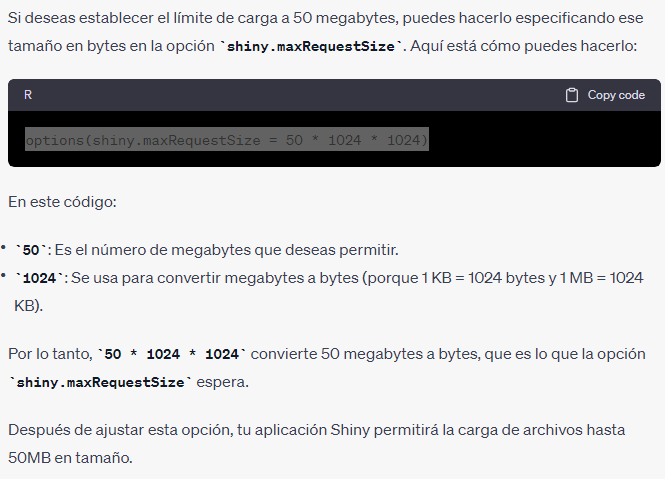 Si deseas establecer el límite de carga a 50 megabytes, puedes hacerlo especificando ese
tamaño en bytes en la opción `shiny.maxRequestSize`. Aquí está cómo puedes hacerlo:
R
Copy code
options(shiny.maxRequestSize = 50 * 1024 * 1024)
En este código:
• `50`: Es el número de megabytes que deseas permitir.
• `1024`: Se usa para convertir megabytes a bytes (porque 1 KB = 1024 bytes y 1 MB = 1024
KB).
Por lo tanto, `50 * 1024 * 1024` convierte 50 megabytes a bytes, que es lo que la opción
`shiny.maxRequestSize` espera.
Después de ajustar esta opción, tu aplicación Shiny permitirá la carga de archivos hasta
50MB en tamaño.